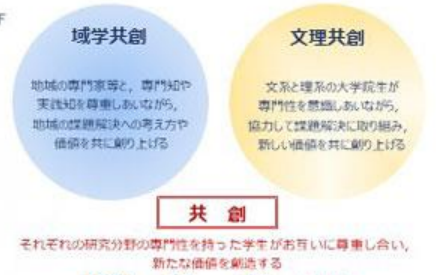 域学共創
地域の専門家等と，専門知や
実践知を尊重しあいながら，
地域の課題解決への考え方や
価値を共に創り上げる
文理共創
文系と理系の大学院生が
専門性を意識しあいながら，
協力して課題解決に取り組み，
新しい価値を共に創り上げる
共 創
それぞれの研究分野の専門性を持った学生がお互いに尊重し合い，
新たな価値を創造する